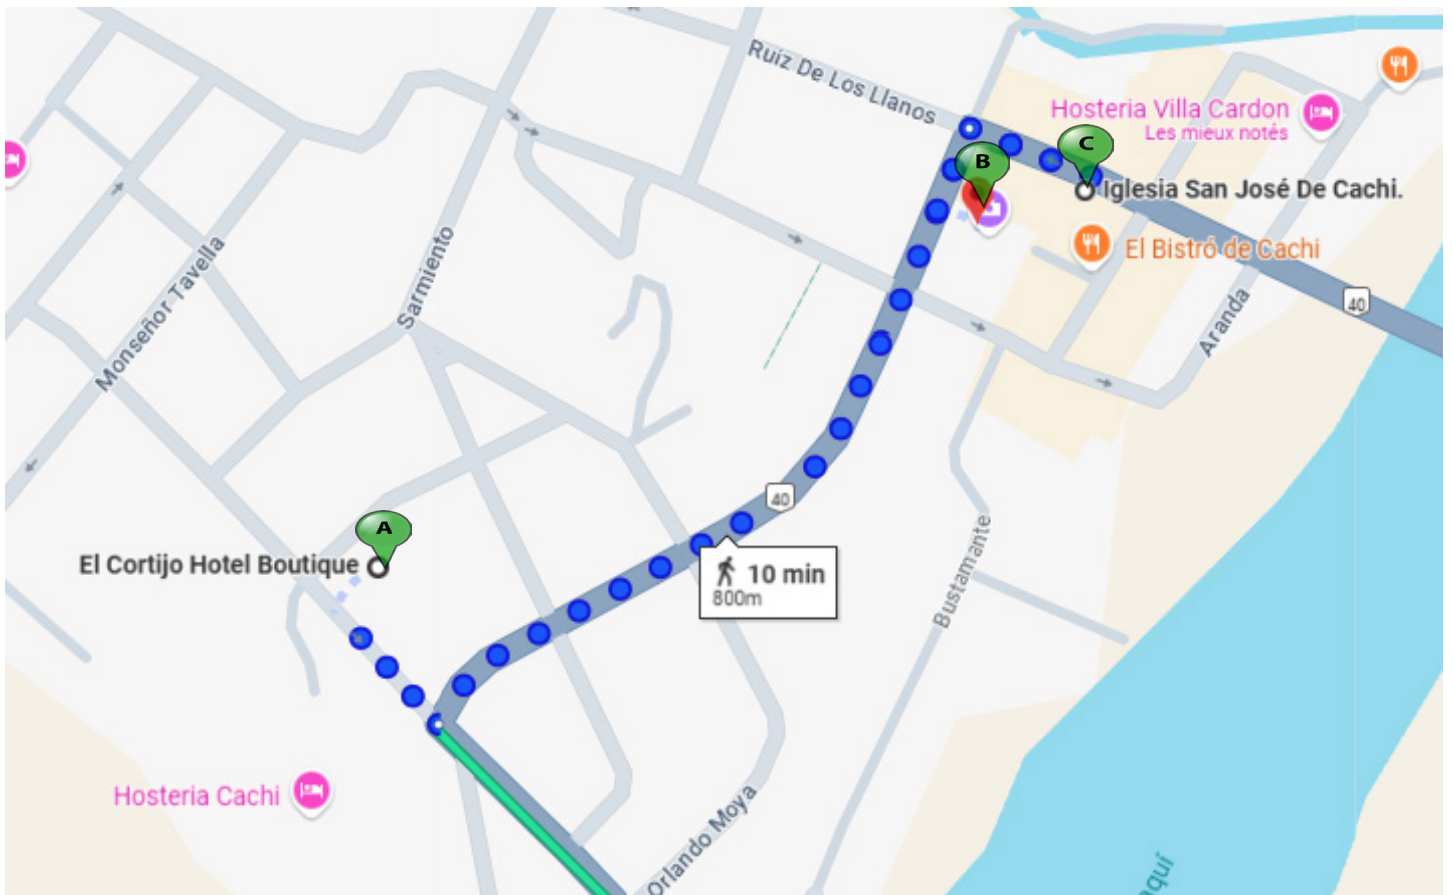 Ruiz De Los Llanos
Hosteria Villa Cardon
Les mieux notés
C
B
Iglesia San José De Cachi.
El Bistró de Cachi
40
Aranda
Sarmiento
Monseñor Tavella
40
A
El Cortijo Hotel Boutique
10 min
800m
Bustamante
Hosteria Cachi
Orlando Moya
aquí